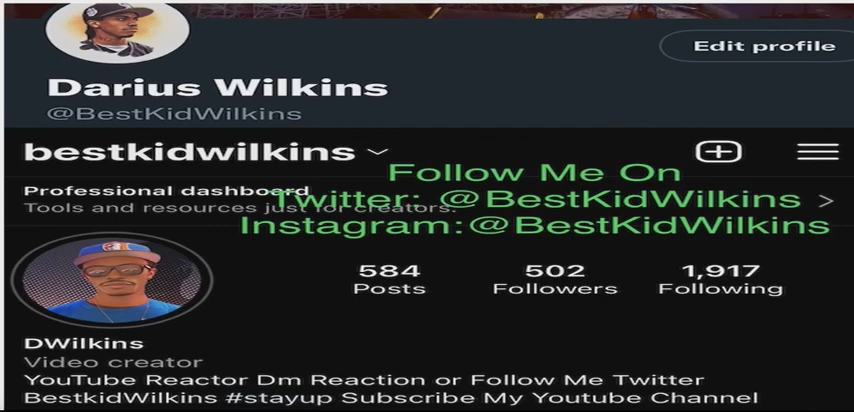 Edit profile
Darius Wilkins
@BestKidWilkins
bestkidwilkins
Follow Me On
Professional dashboard
Twitter: @BestKidWilkins
Tools and resources just for creators.
Instagram:@BestKidWilkins
584 502 1,917
Posts Followers Following
DWilkins
Video creator
YouTube Reactor Dm Reaction or Follow Me Twitter
BestkidWilkins #stayup Subscribe My Youtube Channel